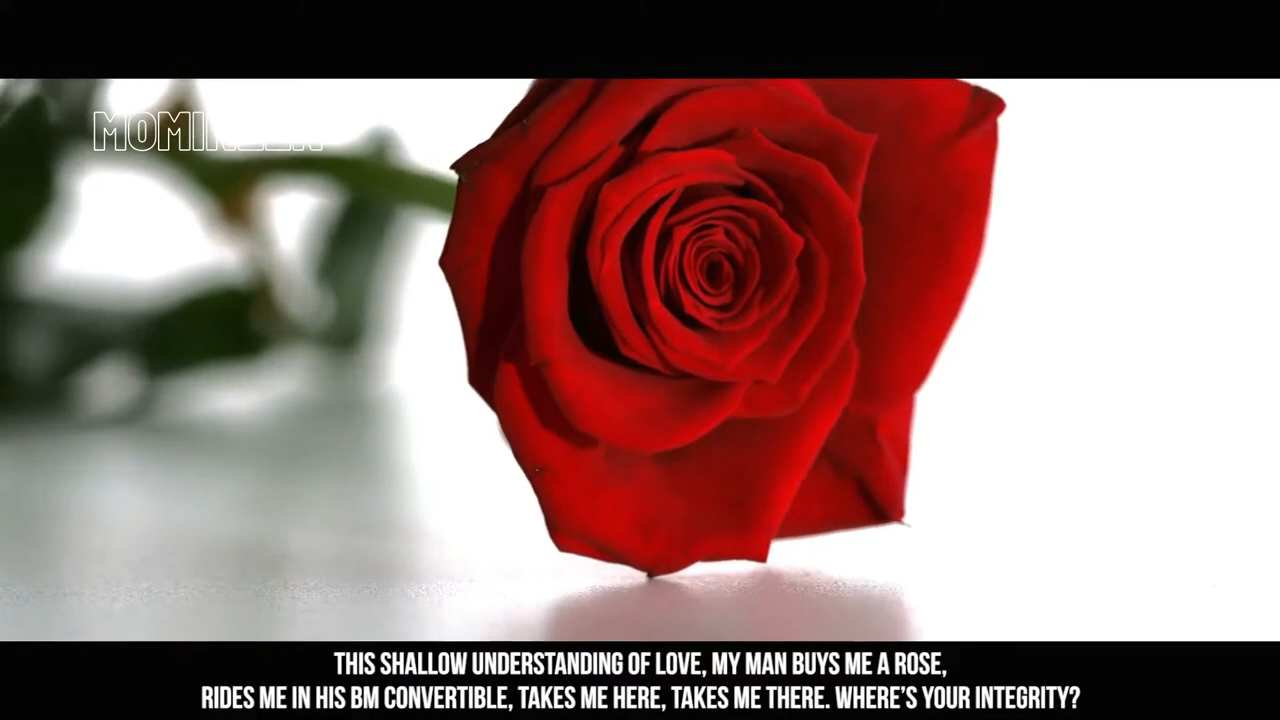 MOMINEEN
THIS SHALLOW UNDERSTANDING OF LOVE, MY MAN BUYS ME A ROSE,
RIDES ME IN HIS BM CONVERTIBLE, TAKES ME HERE, TAKES ME THERE. WHERE'S YOUR INTEGRITY?